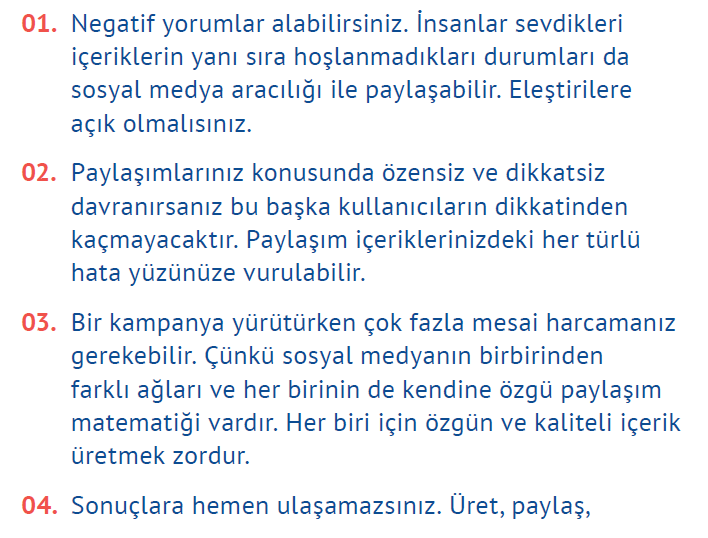 01. Negatif yorumlar alabilirsiniz. İnsanlar sevdikleri
içeriklerin yanı sıra hoşlanmadıkları durumları da
sosyal medya aracılığı ile paylaşabilir. Eleştirilere
açık olmalısınız.
02. Paylaşımlarınız konusunda özensiz ve dikkatsiz
davranırsanız bu başka kullanıcıların dikkatinden
kaçmayacaktır. Paylaşım içeriklerinizdeki her türlü
hata yüzünüze vurulabilir.
03. Bir kampanya yürütürken çok fazla mesai harcamanız
gerekebilir. Çünkü sosyal medyanın birbirinden
farklı ağları ve her birinin de kendine özgü paylaşım
matematiği vardır. Her biri için özgün ve kaliteli içerik
üretmek zordur.
04. Sonuçlara hemen ulaşamazsınız. Üret, paylaş,